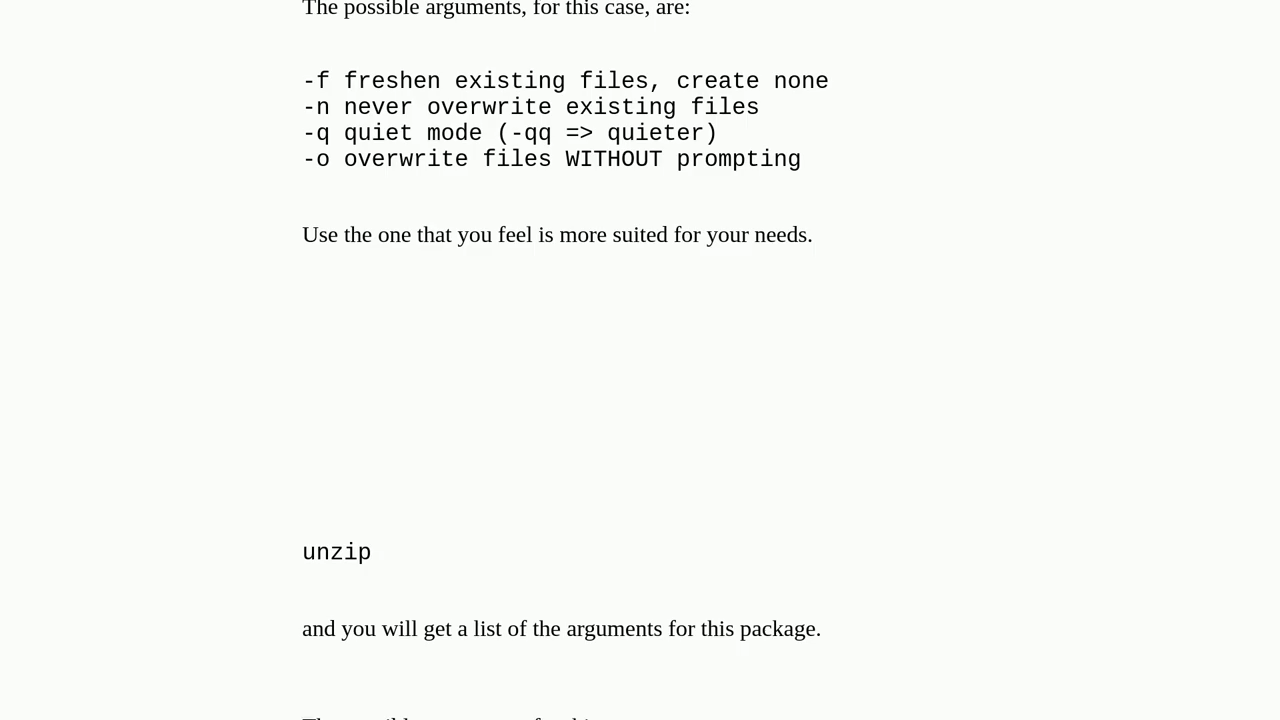 The possible arguments, for this case, are:
-f freshen existing files, create none
-n never overwrite existing files
-q quiet mode (-qq => quieter)
-o overwrite files WITHOUT prompting
Use the one that you feel is more suited for your needs.
unzip
and you will get a list of the arguments for this package.